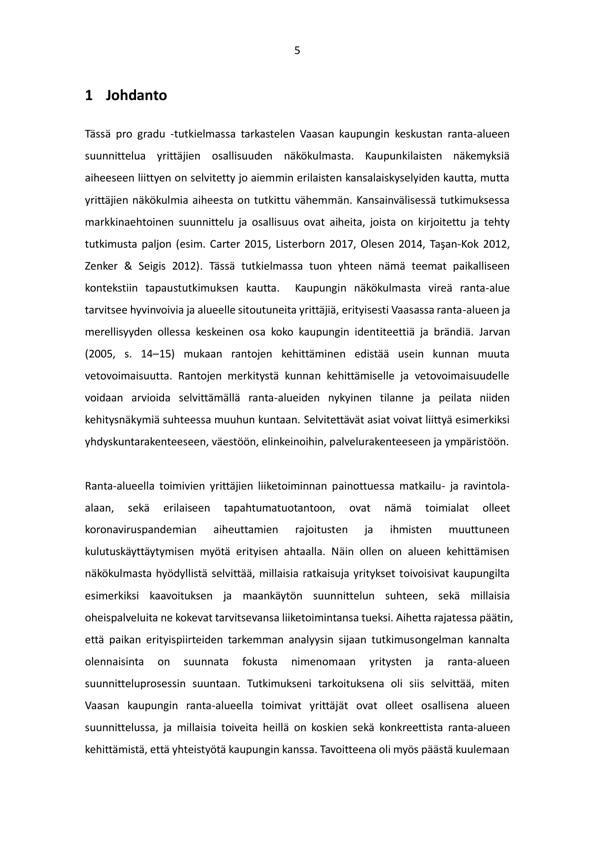 5
1 Johdanto
Tässä pro gradu -tutkielmassa tarkastelen Vaasan kaupungin keskustan ranta-alueen
suunnittelua yrittäjien osallisuuden näkökulmasta. Kaupunkilaisten näkemyksiä
aiheeseen liittyen on selvitetty jo aiemmin erilaisten kansalaiskyselyiden kautta, mutta
yrittäjien näkökulmia aiheesta on tutkittu vähemmän. Kansainvälisessä tutkimuksessa
markkinaehtoinen suunnittelu ja osallisuus ovat aiheita, joista on kirjoitettu ja tehty
tutkimusta paljon (esim. Carter 2015, Listerborn 2017, Olesen 2014, Taşan-Kok 2012,
Zenker & Seigis 2012). Tässä tutkielmassa tuon yhteen nämä teemat paikalliseen
kontekstiin tapaustutkimuksen kautta. Kaupungin näkökulmasta vireä ranta-alue
tarvitsee hyvinvoivia ja alueelle sitoutuneita yrittäjiä, erityisesti Vaasassa ranta-alueen ja
merellisyyden ollessa keskeinen osa koko kaupungin identiteettiä ja brändiä. Jarvan
(2005, s. 14–15) mukaan rantojen kehittäminen edistää usein kunnan muuta
vetovoimaisuutta. Rantojen merkitystä kunnan kehittämiselle ja vetovoimaisuudelle
voidaan arvioida selvittämällä ranta-alueiden nykyinen tilanne ja peilata niiden
kehitysnäkymiä suhteessa muuhun kuntaan. Selvitettävät asiat voivat liittyä esimerkiksi
yhdyskuntarakenteeseen, väestöön, elinkeinoihin, palvelurakenteeseen ja ympäristöön.
Ranta-alueella toimivien yrittäjien liiketoiminnan painottuessa matkailu- ja ravintola-
alaan, sekä erilaiseen tapahtumatuotantoon, ovat nämä toimialat olleet
koronaviruspandemian aiheuttamien rajoitusten ja ihmisten muuttuneen
kulutuskäyttäytymisen myötä erityisen ahtaalla. Näin ollen on alueen kehittämisen
näkökulmasta hyödyllistä selvittää, millaisia ratkaisuja yritykset toivoisivat kaupungilta
esimerkiksi kaavoituksen ja maankäytön suunnittelun suhteen, sekä millaisia
oheispalveluita ne kokevat tarvitsevansa liiketoimintansa tueksi. Aihetta rajatessa päätin,
että paikan erityispiirteiden tarkemman analyysin sijaan tutkimusongelman kannalta
olennaisinta on suunnata fokusta nimenomaan yritysten ja ranta-alueen
suunnitteluprosessin suuntaan. Tutkimukseni tarkoituksena oli siis selvittää, miten
Vaasan kaupungin ranta-alueella toimivat yrittäjät ovat olleet osallisena alueen
suunnittelussa, ja millaisia toiveita heillä on koskien sekä konkreettista ranta-alueen
kehittämistä, että yhteistyötä kaupungin kanssa. Tavoitteena oli myös päästä kuulemaan